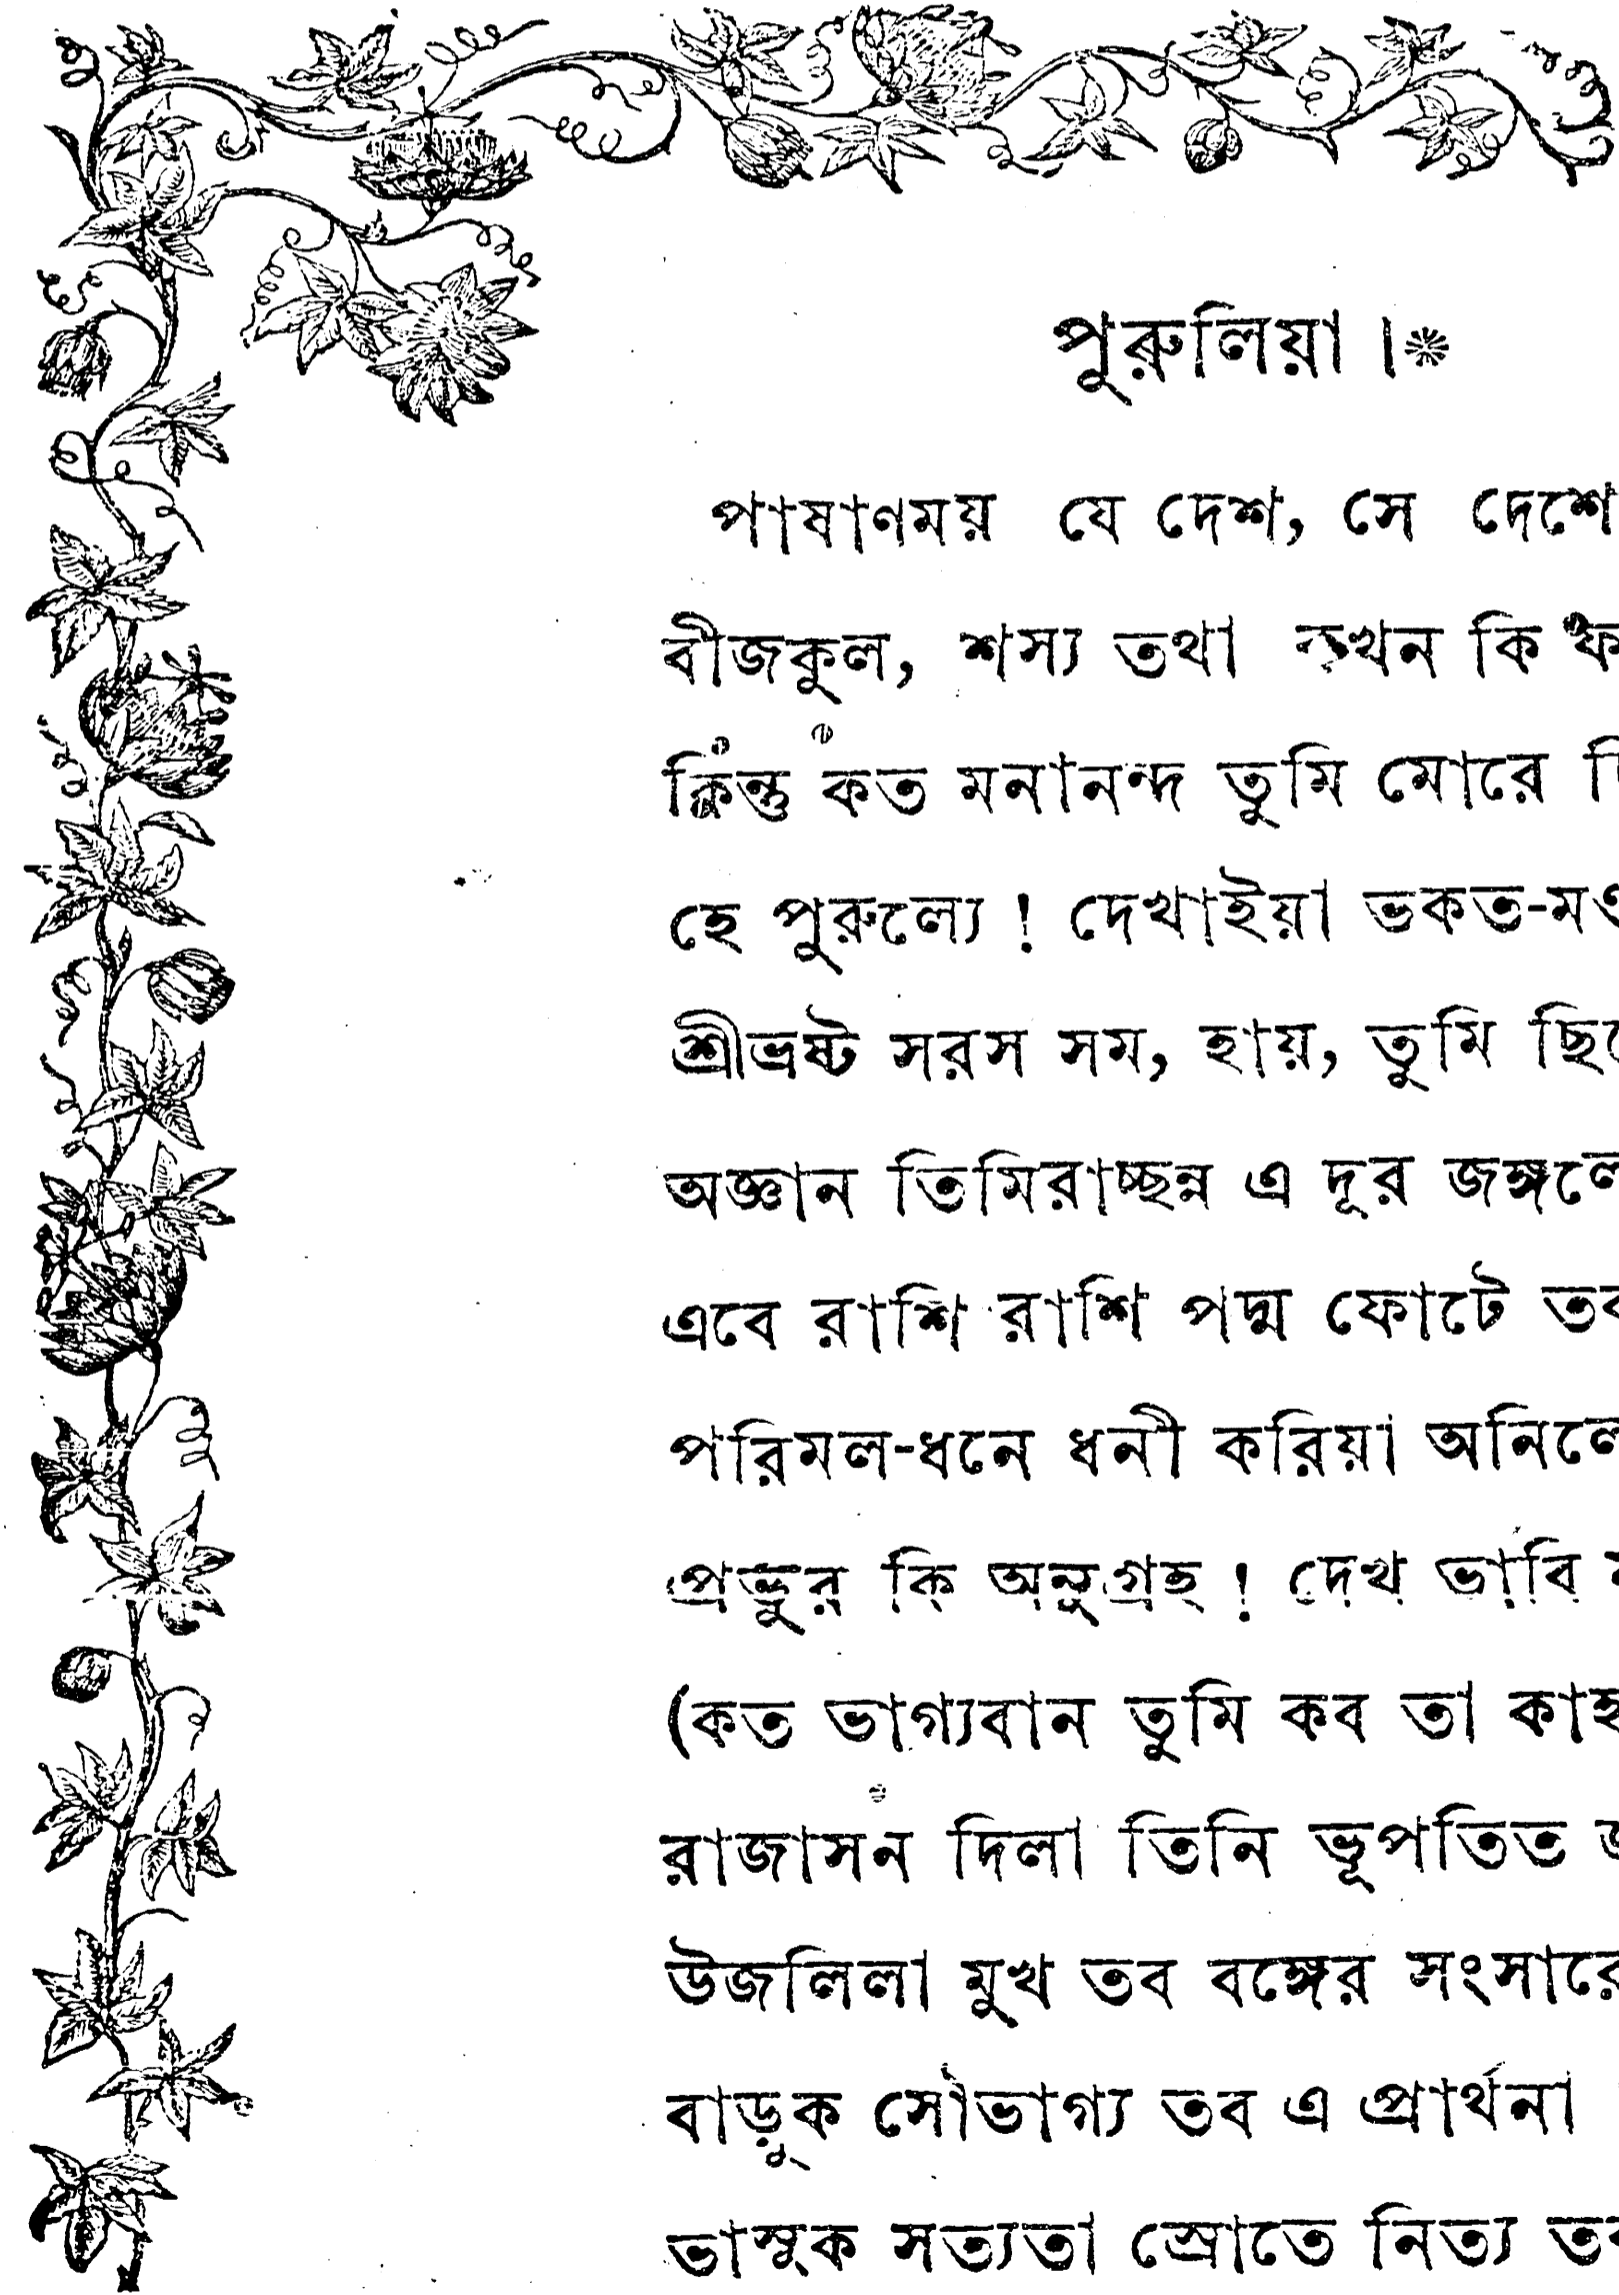 পুরুলিয়া।*
পাষাণময় যে দেশ, সে দেশে
বীজকুল, শস্য তথা কখন কি
কিন্তু কত মনানন্দ তুমি মোরে
হে পুরুল্যে! দেখাইয়া ভকত-
শ্রীভ্রষ্ট সরস সম, হায়, তুমি
অজ্ঞান তিমিরাচ্ছন্ন এ দূর জঙ্গলে
এবে রাশি রাশি পদ্ম ফোটে
পরিমল-ধনে ধনী করিয়া অনিলে
প্রভুর কি অনুগ্রহ! দেখ ভাবি
(কত ভাগ্যবান তুমি কব তা
রাজাসন দিলা তিনি ভূপতিত
উজলিলা মুখ তব বঙ্গের সংসারে
বাড়ুক সৌভাগ্য তব এ প্রার্থনা
ভাসুক সত্যতা স্রোতে নিত্য